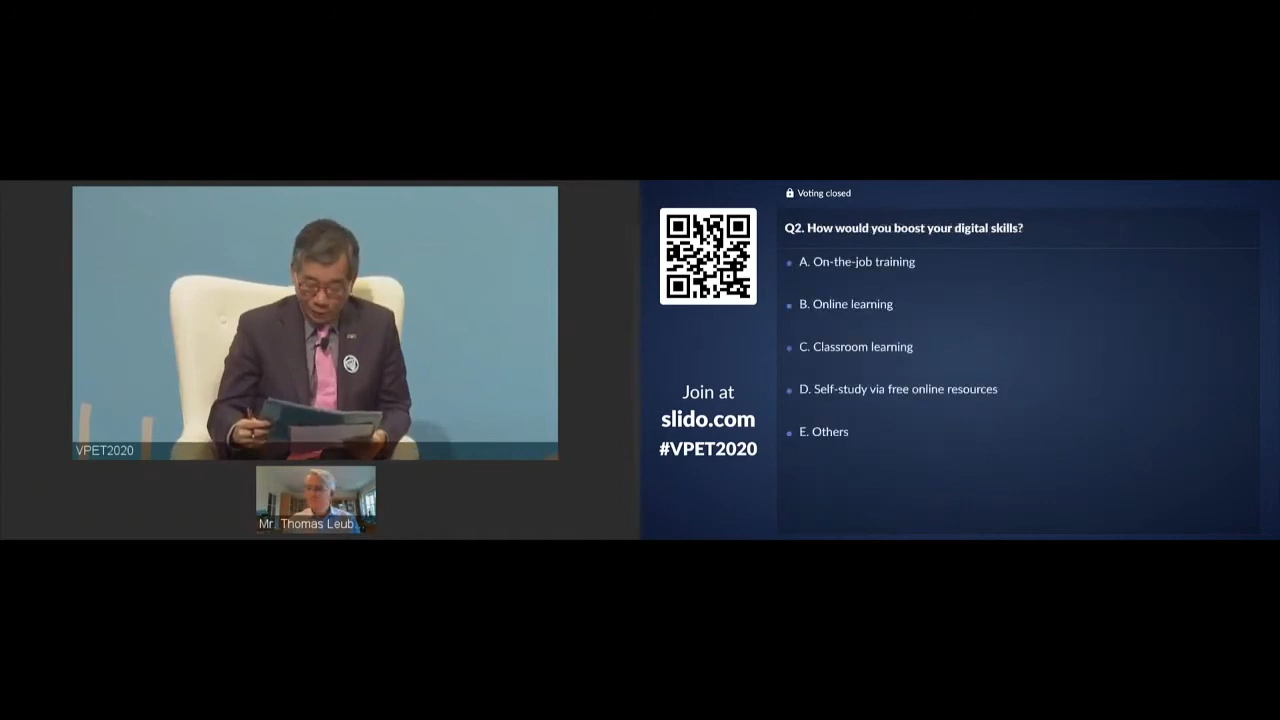 VPET2020
Mr. Thomas Leub...
Voting closed
Q2. How would you boost your digital skills?
A. On-the-job training
B. Online learning
C. Classroom learning
D. Self-study via free online resources
E. Others
Join at
slido.com
#VPET2020